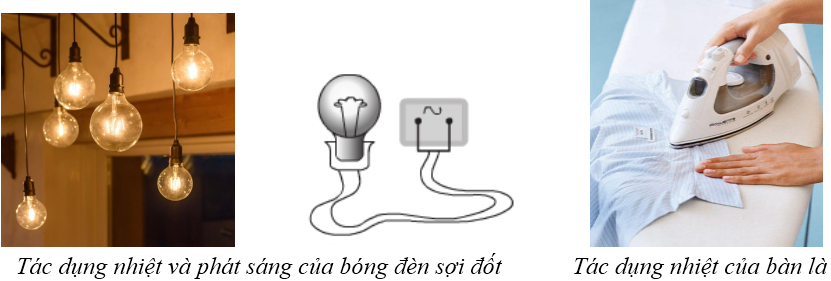 Tác dụng nhiệt và phát sáng của bóng đèn sợi đốt
Tác dụng nhiệt của bàn là